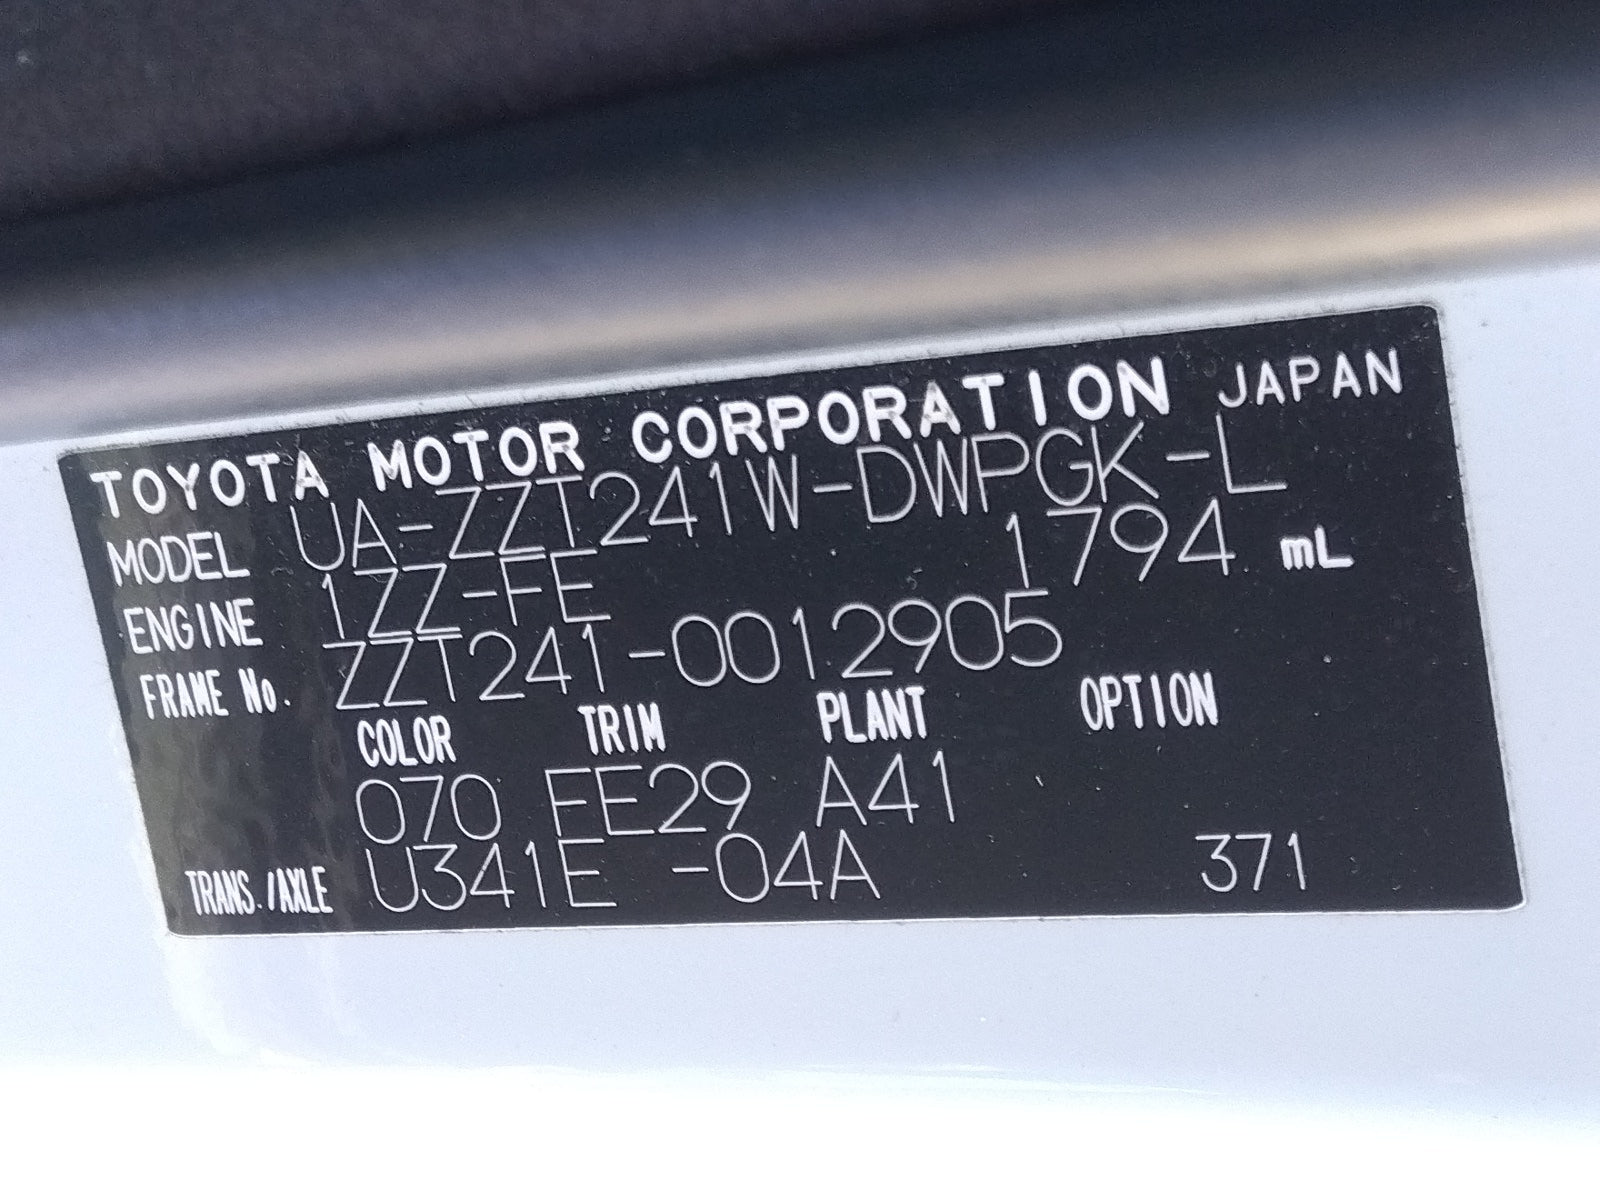 TOYOTA MOTOR CORPORATION JAPAN
MODEL UA-ZZT241W-DWPGK-L
ENGINE 1ZZ-FE 1794 mL
FRAME No. ZZT241-0012905
COLOR TRIM PLANT OPTION
070 FE29 A41
TRANS./AXLE U341E -04A 371